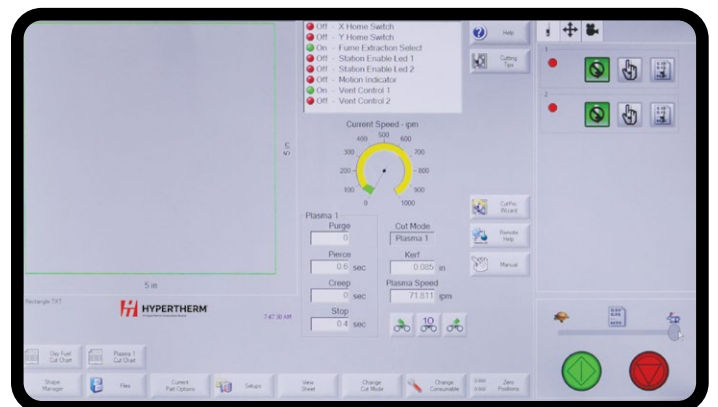 Off - X Home Switch
Off - Y Home Switch
On - Fume Extraction Select
Off - Station Enable Led 1
Off - Station Enable Led 2
Off - Motion Indicator
On - Vent Control 1
Off - Vent Control 2
Help
Cutting
Tips
1
2
Current Speed - ipm
500
400 600
300 700
200 800
100 900
0 1000
5 in
5 in
Plasma 1
Purge
0
Pierce
0.6 sec
Creep
0 sec
Stop
0.4 sec
Cut Mode
Plasma 1
Kerf
0.085 in
Plasma Speed
71.811 ipm
10
CutPro
Wizard
Remote
Help
Manual
Rectangle.TXT
HYPERTHERM
7:47:30 AM
Oxy Fuel
Cut Chart
Plasma 1
Cut Chart
Shape
Manager
Files
Current
Part Options
Setups
View
Sheet
Change
Cut Mode
Change
Consumable
0.000
0.000
Zero
Positions